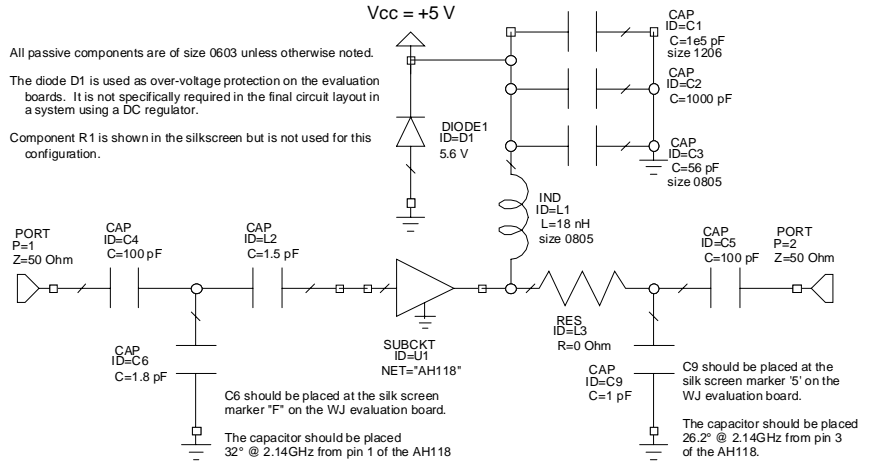 Vcc = +5 V
CAP
ID=C1
C=1e5 pF
size 1206
All passive components are of size 0603 unless otherwise noted.
The diode D1 is used as over-voltage protection on the evaluation
boards. It is not specifically required in the final circuit layout in
a system using a DC regulator.
Component R1 is shown in the silkscreen but is not used for this
configuration.
CAP
ID=C2
C=1000 pF
DIODE1
ID=D1
5.6 V
CAP
ID=C3
C=56 pF
size 0805
IND
ID=L1
L=18 nH
size 0805
PORT
P=1
Z=50 Ohm
CAP
ID=C4
C=100 pF
CAP
ID=L2
C=1.5 pF
CAP
ID=C5
C=100 pF
PORT
P=2
Z=50 Ohm
SUBCKT
ID=U1
NET="AH118"
RES
ID=L3
R=0 Ohm
CAP
ID=C6
C=1.8 pF
CAP
ID=C9
C=1 pF
C6 should be placed at the silk screen
marker "F" on the WJ evaluation board.
The capacitor should be placed
32° @ 2.14GHz from pin 1 of the AH118
C9 should be placed at the
silk screen marker '5' on the
WJ evaluation board.
The capacitor should be placed
26.2° @ 2.14GHz from pin 3
of the AH118.